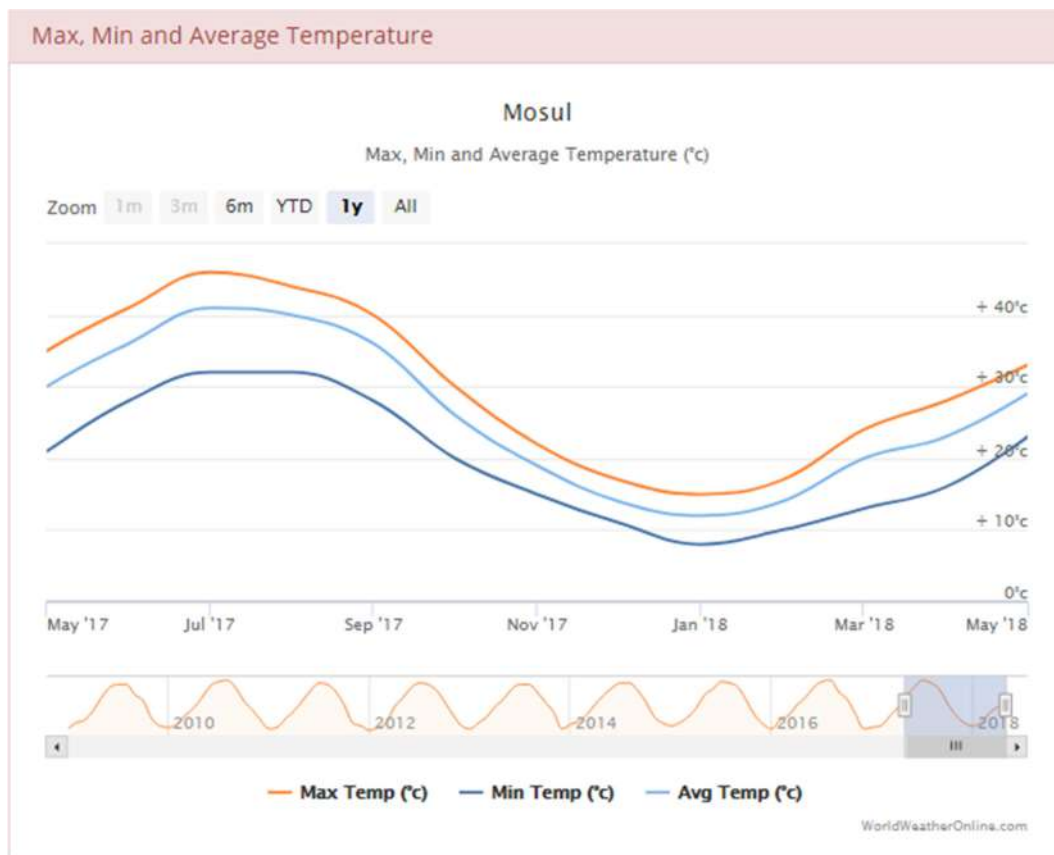 Max, Min and Average Temperature
Mosul
Max, Min and Average Temperature (°c)
Zoom 1m 3m 6m YTD 1y All
+ 40°c
+ 30°c
+ 20°c
+ 10°c
0°c
May '17 Jul '17 Sep '17 Nov '17 Jan '18 Mar '18 May '18
2010 2012 2014 2016 2018
Max Temp (°c) Min Temp (°c) Avg Temp (°c)
WorldWeatherOnline.com